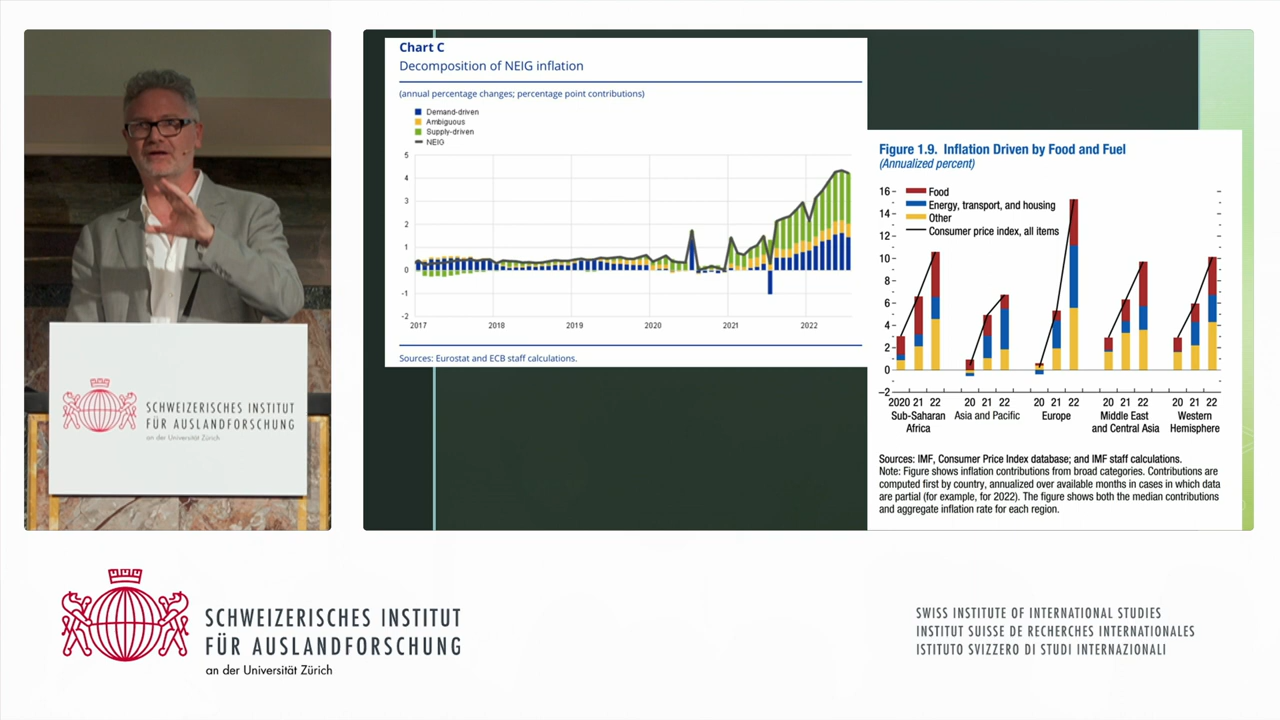 SCHWEIZERISCHES INSTITUT
FÜR AUSLANDFORSCHUNG
an der Universität Zürich
Chart C
Decomposition of NEIG inflation
(annual percentage changes; percentage point contributions)
Demand-driven
Ambiguous
Supply-driven
NEIG
5
4
3
2
1
0
-1
-2
2017 2018 2019 2020 2021 2022
Sources: Eurostat and ECB staff calculations.
Figure 1.9. Inflation Driven by Food and Fuel
(Annualized percent)
Food
Energy, transport, and housing
Other
Consumer price index, all items
16
14
12
10
8
6
4
2
0
−2
2020 21 22 20 21 22 20 21 22 20 21 22 20 21 22
Sub-Saharan Asia and Pacific Europe Middle East Western
Africa and Central Asia Hemisphere
Sources: IMF, Consumer Price Index database; and IMF staff calculations.
Note: Figure shows inflation contributions from broad categories. Contributions are
computed first by country, annualized over available months in cases in which data
are partial (for example, for 2022). The figure shows both the median contributions
and aggregate inflation rate for each region.
SCHWEIZERISCHES INSTITUT
FÜR AUSLANDFORSCHUNG
an der Universität Zürich
SWISS INSTITUTE OF INTERNATIONAL STUDIES
INSTITUT SUISSE DE RECHERCHES INTERNATIONALES
ISTITUTO SVIZZERO DI STUDI INTERNAZIONALI